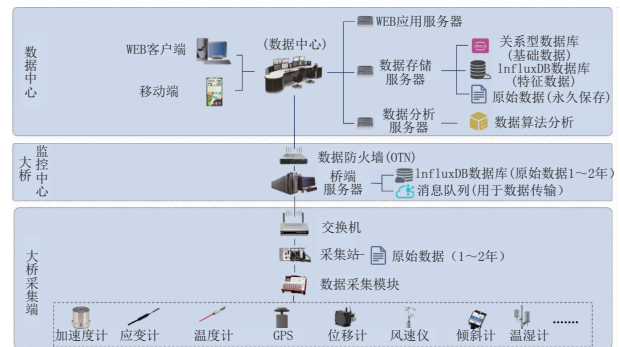 数据中心
WEB客户端
移动端
(数据中心)
WEB应用服务器
数据存储
服务器
关系型数据库
(基础数据)
lnfluxDB数据库
(特征数据)
原始数据(永久保存)
数据分析
服务器
数据算法分析
大桥
监控中心
数据防火墙(OTN)
桥端
服务器
lnfluxDB数据库(原始数据1～2年)
消息队列(用于数据传输)
大桥采集端
交换机
采集站
原始数据（1～2年）
数据采集模块
加速度计 应变计 温度计 GPS 位移计 风速仪 倾斜计 温湿计 ……